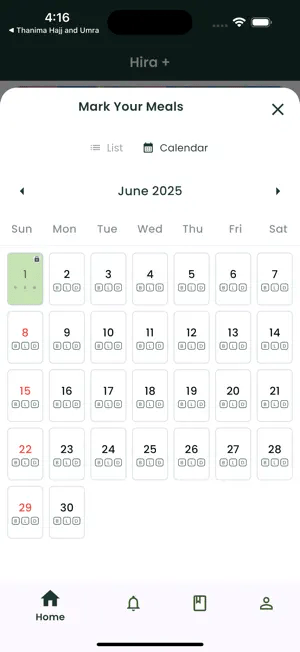 4:16
◀ Thanima Hajj and Umra
Hira +
Mark Your Meals
List Calendar
June 2025
Sun Mon Tue Wed Thu Fri Sat
1 2 3 4 5 6 7
B L D B L D B L D B L D B L D B L D
8 9 10 11 12 13 14
B L D B L D B L D B L D B L D B L D B L D
15 16 17 18 19 20 21
B L D B L D B L D B L D B L D B L D B L D
22 23 24 25 26 27 28
B L D B L D B L D B L D B L D B L D B L D
29 30
B L D B L D
Home